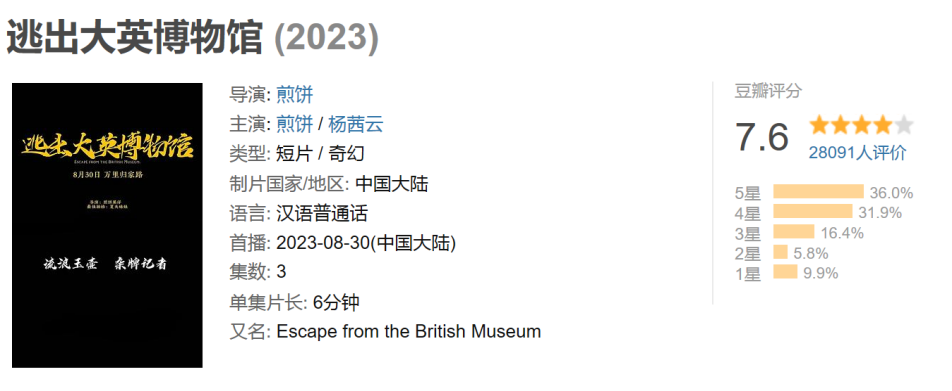 逃出大英博物馆 (2023)
逃出大英博物馆
ESCAPE FROM THE BRITISH MUSEUM
8月30日 万里归家路
流浪玉壶 杂牌记者
导演: 煎饼
主演: 煎饼 / 杨茜云
类型: 短片 / 奇幻
制片国家/地区: 中国大陆
语言: 汉语普通话
首播: 2023-08-30(中国大陆)
集数: 3
单集片长: 6分钟
又名: Escape from the British Museum
豆瓣评分
7.6
28091人评价
5星 36.0%
4星 31.9%
3星 16.4%
2星 5.8%
1星 9.9%